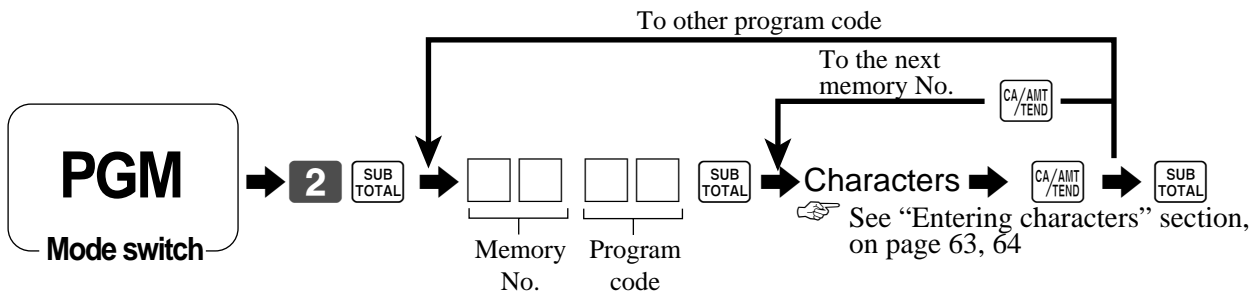 To other program code
To the next
memory No.
CA/AMT
TEND
PGM
Mode switch
2
SUB
TOTAL
SUB
TOTAL
Characters
CA/AMT
TEND
SUB
TOTAL
See “Entering characters” section,
on page 63, 64
Memory
No.
Program
code